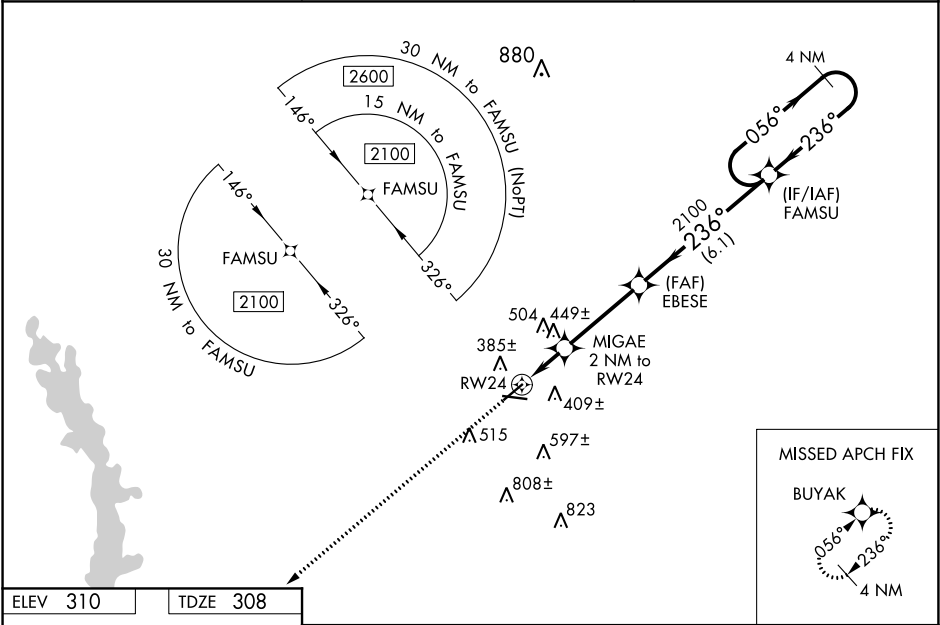 30 NM to FAMSU (NoPT)
2600
146°
15 NM to FAMSU
2100
FAMSU
326°
880
4 NM
056°
236°
(IF/IAF)
FAMSU
2100
236°
(6.1)
(FAF)
EBESE
146°
FAMSU
2100
326°
30 NM to FAMSU
504
449±
MIGAE
2 NM to
RW24
385±
RW24
409±
515
597±
808±
823
MISSED APCH FIX
BUYAK
056°
236°
4 NM
ELEV 310
TDZE 308